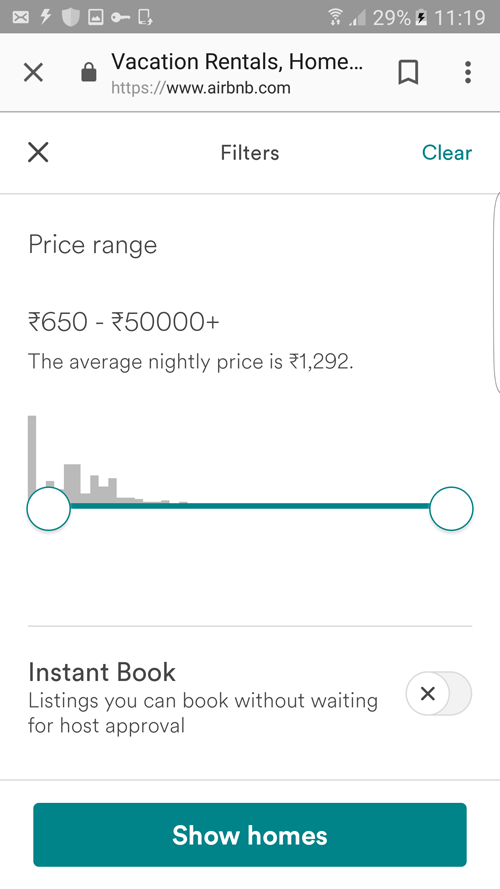 29% 11:19
Vacation Rentals, Home...
https://www.airbnb.com
Filters
Clear
Price range
₹650 - ₹50000+
The average nightly price is ₹1,292.
Instant Book
Listings you can book without waiting
for host approval
Show homes